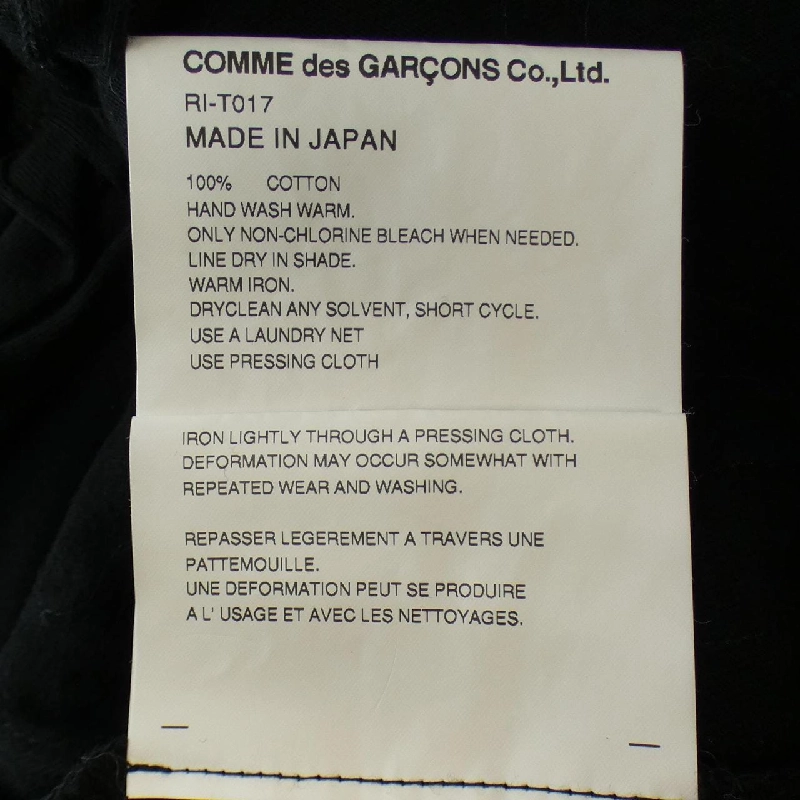 COMME des GARÇONS Co.,Ltd.
RI-T017
MADE IN JAPAN
100% COTTON
HAND WASH WARM.
ONLY NON-CHLORINE BLEACH WHEN NEEDED.
LINE DRY IN SHADE.
WARM IRON.
DRYCLEAN ANY SOLVENT, SHORT CYCLE.
USE A LAUNDRY NET
USE PRESSING CLOTH
IRON LIGHTLY THROUGH A PRESSING CLOTH.
DEFORMATION MAY OCCUR SOMEWHAT WITH
REPEATED WEAR AND WASHING.
REPASSER LEGEREMENT A TRAVERS UNE
PATTEMOUILLE.
UNE DEFORMATION PEUT SE PRODUIRE
A L' USAGE ET AVEC LES NETTOYAGES.